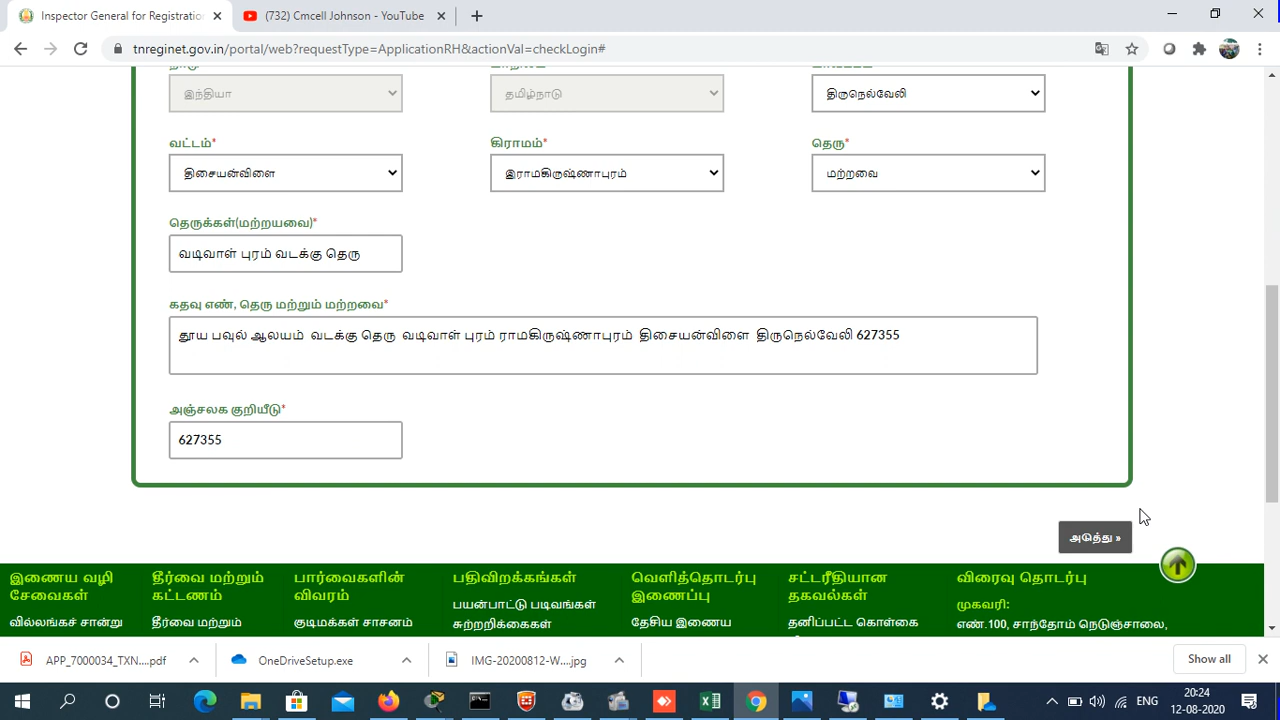 Inspector General for Registration
(732) Cmcell Johnson - YouTube
tnreginet.gov.in/portal/web?requestType=ApplicationRH&actionVal=checkLogin#
இந்தியா
தமிழ்நாடு
திருநெல்வேலி
வட்டம்*
கிராமம்*
தெரு*
திசையன்விளை
இராமகிருஷ்ணாபுரம்
மற்றவை
தெருக்கள்(மற்றயவை)*
வடிவாள் புரம் வடக்கு தெரு
கதவு எண், தெரு மற்றும் மற்றவை*
தூய பவுல் ஆலயம் வடக்கு தெரு வடிவாள் புரம் ராமகிருஷ்ணாபுரம் திசையன்விளை திருநெல்வேலி 627355
அஞ்சலக குறியீடு*
627355
அடுத்து »
இணைய வழி சேவைகள்
தீர்வை மற்றும் கட்டணம்
பார்வைகளின் விவரம்
பதிவிறக்கங்கள்
வெளித்தொடர்பு இணைப்பு
சட்டரீதியான தகவல்கள்
விரைவு தொடர்பு
வில்லங்கச் சான்று
தீர்வை மற்றும்
குடிமக்கள் சாசனம்
பயன்பாட்டு படிவங்கள்
சுற்றறிக்கைகள்
தேசிய இணைய
தனிப்பட்ட கொள்கை
முகவரி:
எண்.100, சாந்தோம் நெடுஞ்சாலை,
APP_7000034_TXN....pdf
OneDriveSetup.exe
IMG-20200812-W....jpg
Show all
ENG
20:24
12-08-2020